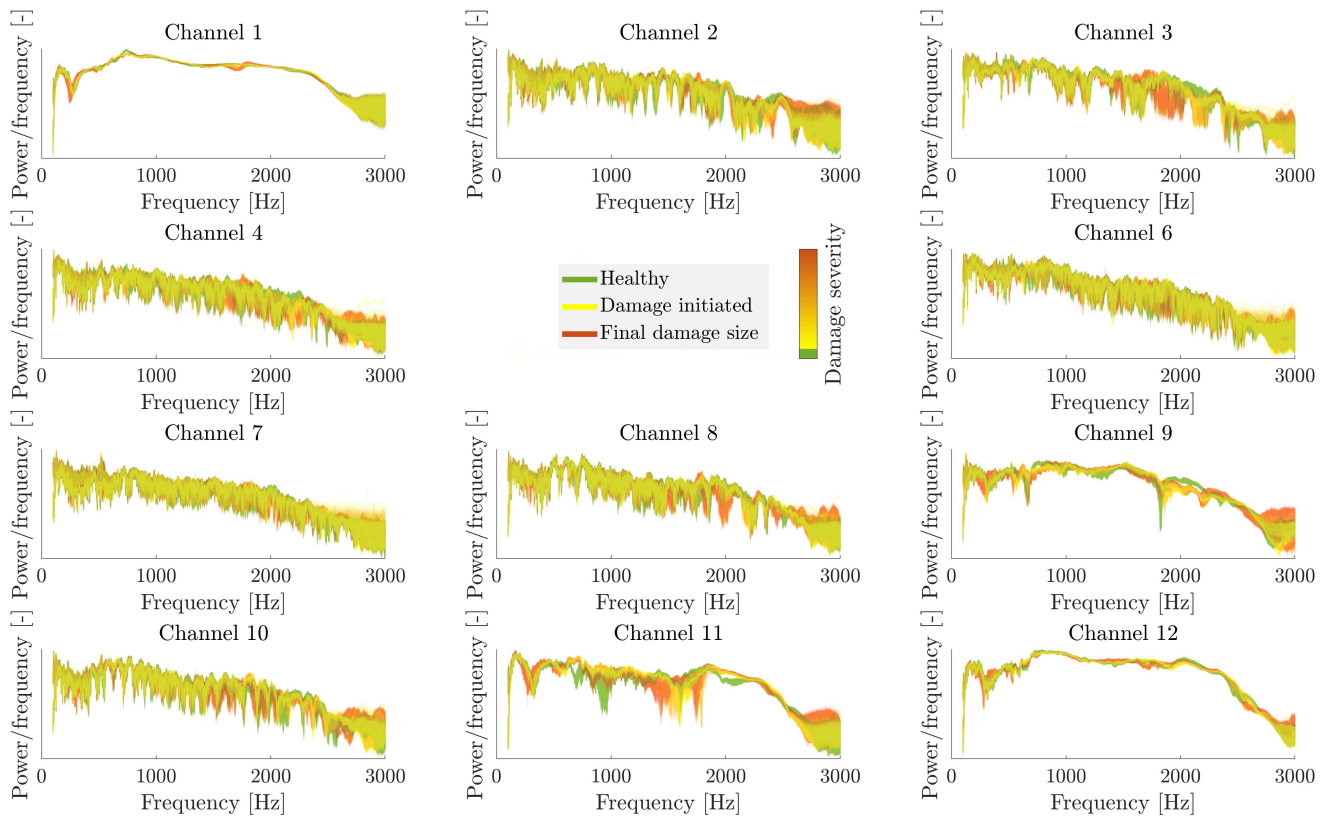 Channel 1
Power/frequency [-]
0 1000 2000 3000
Frequency [Hz]
Channel 2
Power/frequency [-]
0 1000 2000 3000
Frequency [Hz]
Channel 3
Power/frequency [-]
0 1000 2000 3000
Frequency [Hz]
Channel 4
Power/frequency [-]
0 1000 2000 3000
Frequency [Hz]
Healthy
Damage initiated
Final damage size
Damage severity
Channel 6
Power/frequency [-]
0 1000 2000 3000
Frequency [Hz]
Channel 7
Power/frequency [-]
0 1000 2000 3000
Frequency [Hz]
Channel 8
Power/frequency [-]
0 1000 2000 3000
Frequency [Hz]
Channel 9
Power/frequency [-]
0 1000 2000 3000
Frequency [Hz]
Channel 10
Power/frequency [-]
0 1000 2000 3000
Frequency [Hz]
Channel 11
Power/frequency [-]
0 1000 2000 3000
Frequency [Hz]
Channel 12
Power/frequency [-]
0 1000 2000 3000
Frequency [Hz]